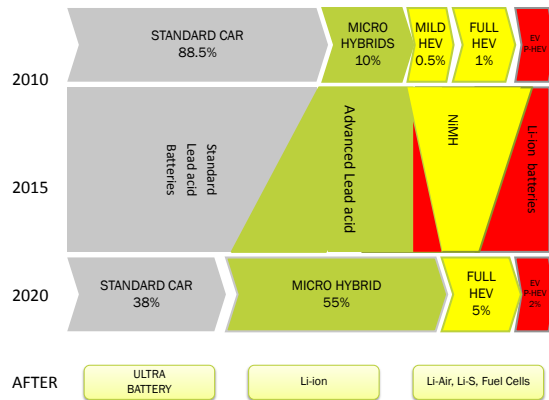 STANDARD CAR
88.5%
MICRO
HYBRIDS
10%
MILD
HEV
0.5%
FULL
HEV
1%
EV
P-HEV
2010
2015
Standard
Lead acid
Batteries
Advanced Lead acid
NiMH
Li-ion batteries
2020
STANDARD CAR
38%
MICRO HYBRID
55%
FULL
HEV
5%
EV
P-HEV
2%
AFTER
ULTRA
BATTERY
Li-ion
Li-Air, Li-S, Fuel Cells